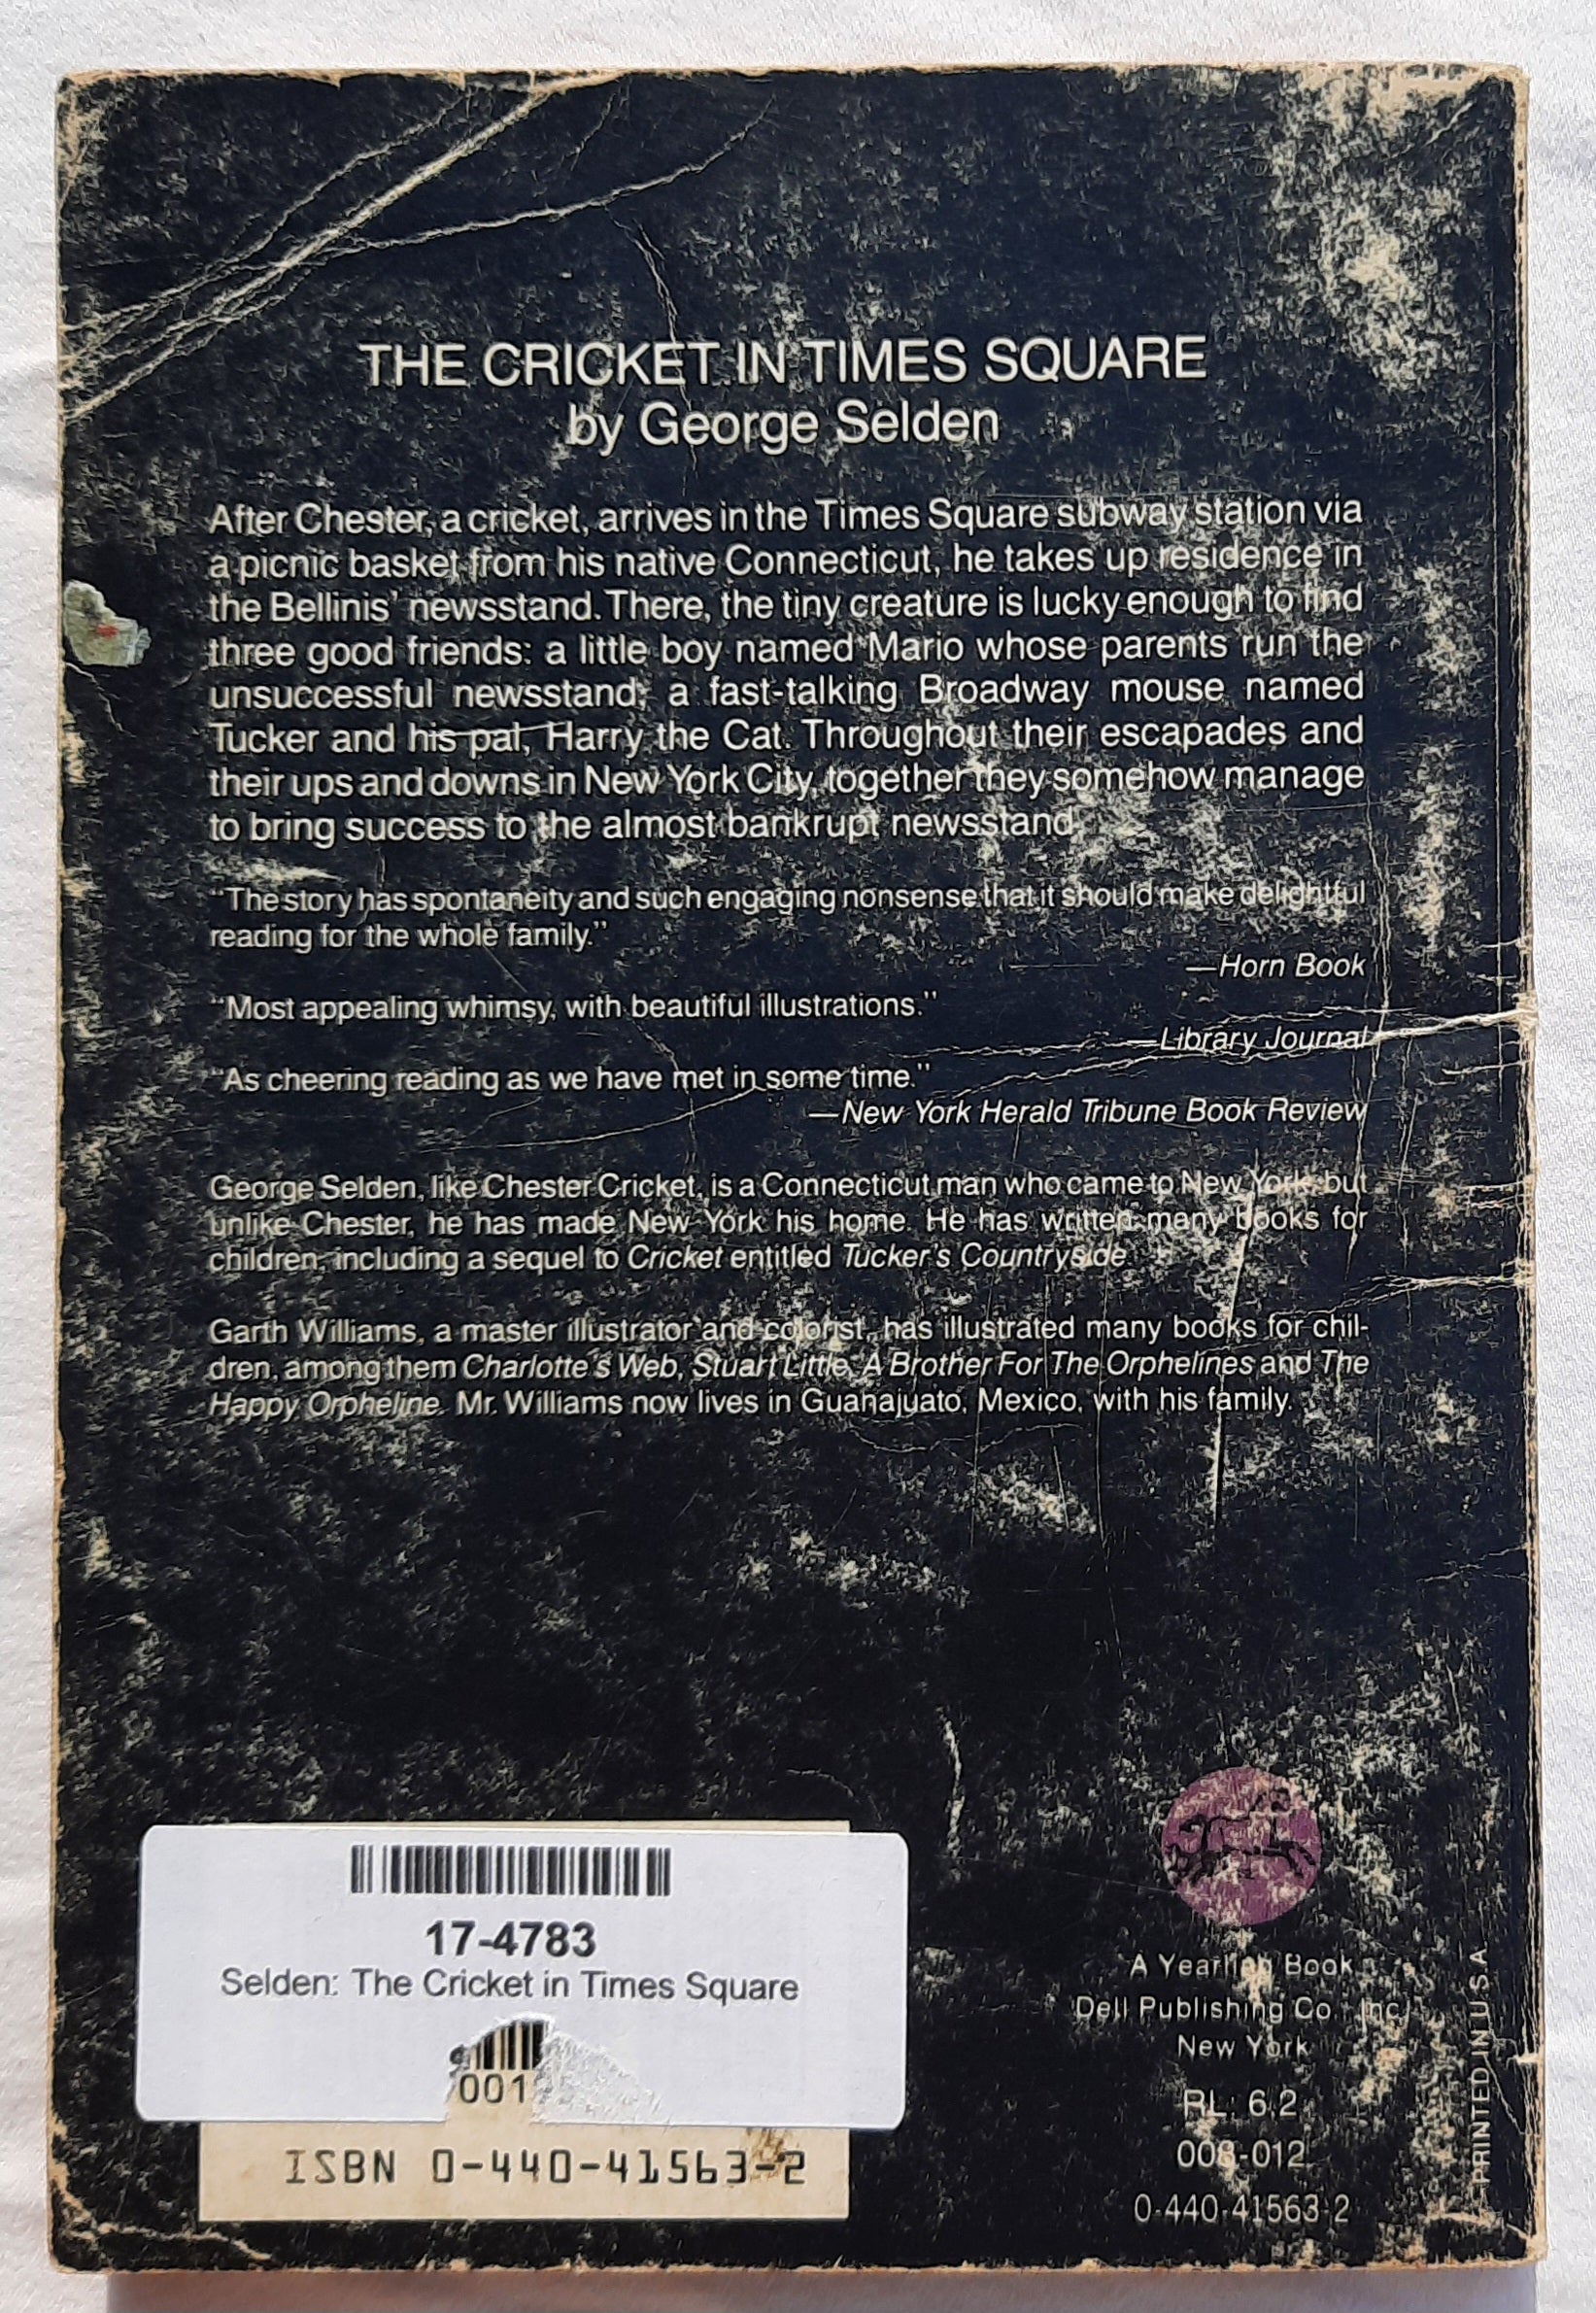 THE CRICKET IN TIMES SQUARE
by George Selden
After Chester, a cricket, arrives in the Times Square subway station via
a picnic basket from his native Connecticut, he takes up residence in
the Bellinis' newsstand. There, the tiny creature is lucky enough to find
three good friends: a little boy named Mario whose parents run the
unsuccessful newsstand; a fast-talking Broadway mouse named
Tucker and his pal, Harry the Cat. Throughout their escapades and
their ups and downs in New York City, together they somehow manage
to bring success to the almost bankrupt newsstand.
"The story has spontaneity and such engaging nonsense that it should make delightful
reading for the whole family."
—Horn Book
"Most appealing whimsy, with beautiful illustrations."
—Library Journal
"As cheering reading as we have met in some time."
—New York Herald Tribune Book Review
George Selden, like Chester Cricket, is a Connecticut man who came to New York, but
unlike Chester, he has made New York his home. He has written many books for
children, including a sequel to Cricket entitled Tucker's Countryside.
Garth Williams, a master illustrator and colorist, has illustrated many books for chil-
dren, among them Charlotte's Web, Stuart Little, A Brother For The Orphelines and The
Happy Orpheline. Mr. Williams now lives in Guanajuato, Mexico, with his family.
17-4783
Selden: The Cricket in Times Square
001
ISBN 0-440-41563-2
A Yearling Book
Dell Publishing Co., Inc.
New York
RL: 6.2
008-012
0-440-41563-2
PRINTED IN U.S.A.